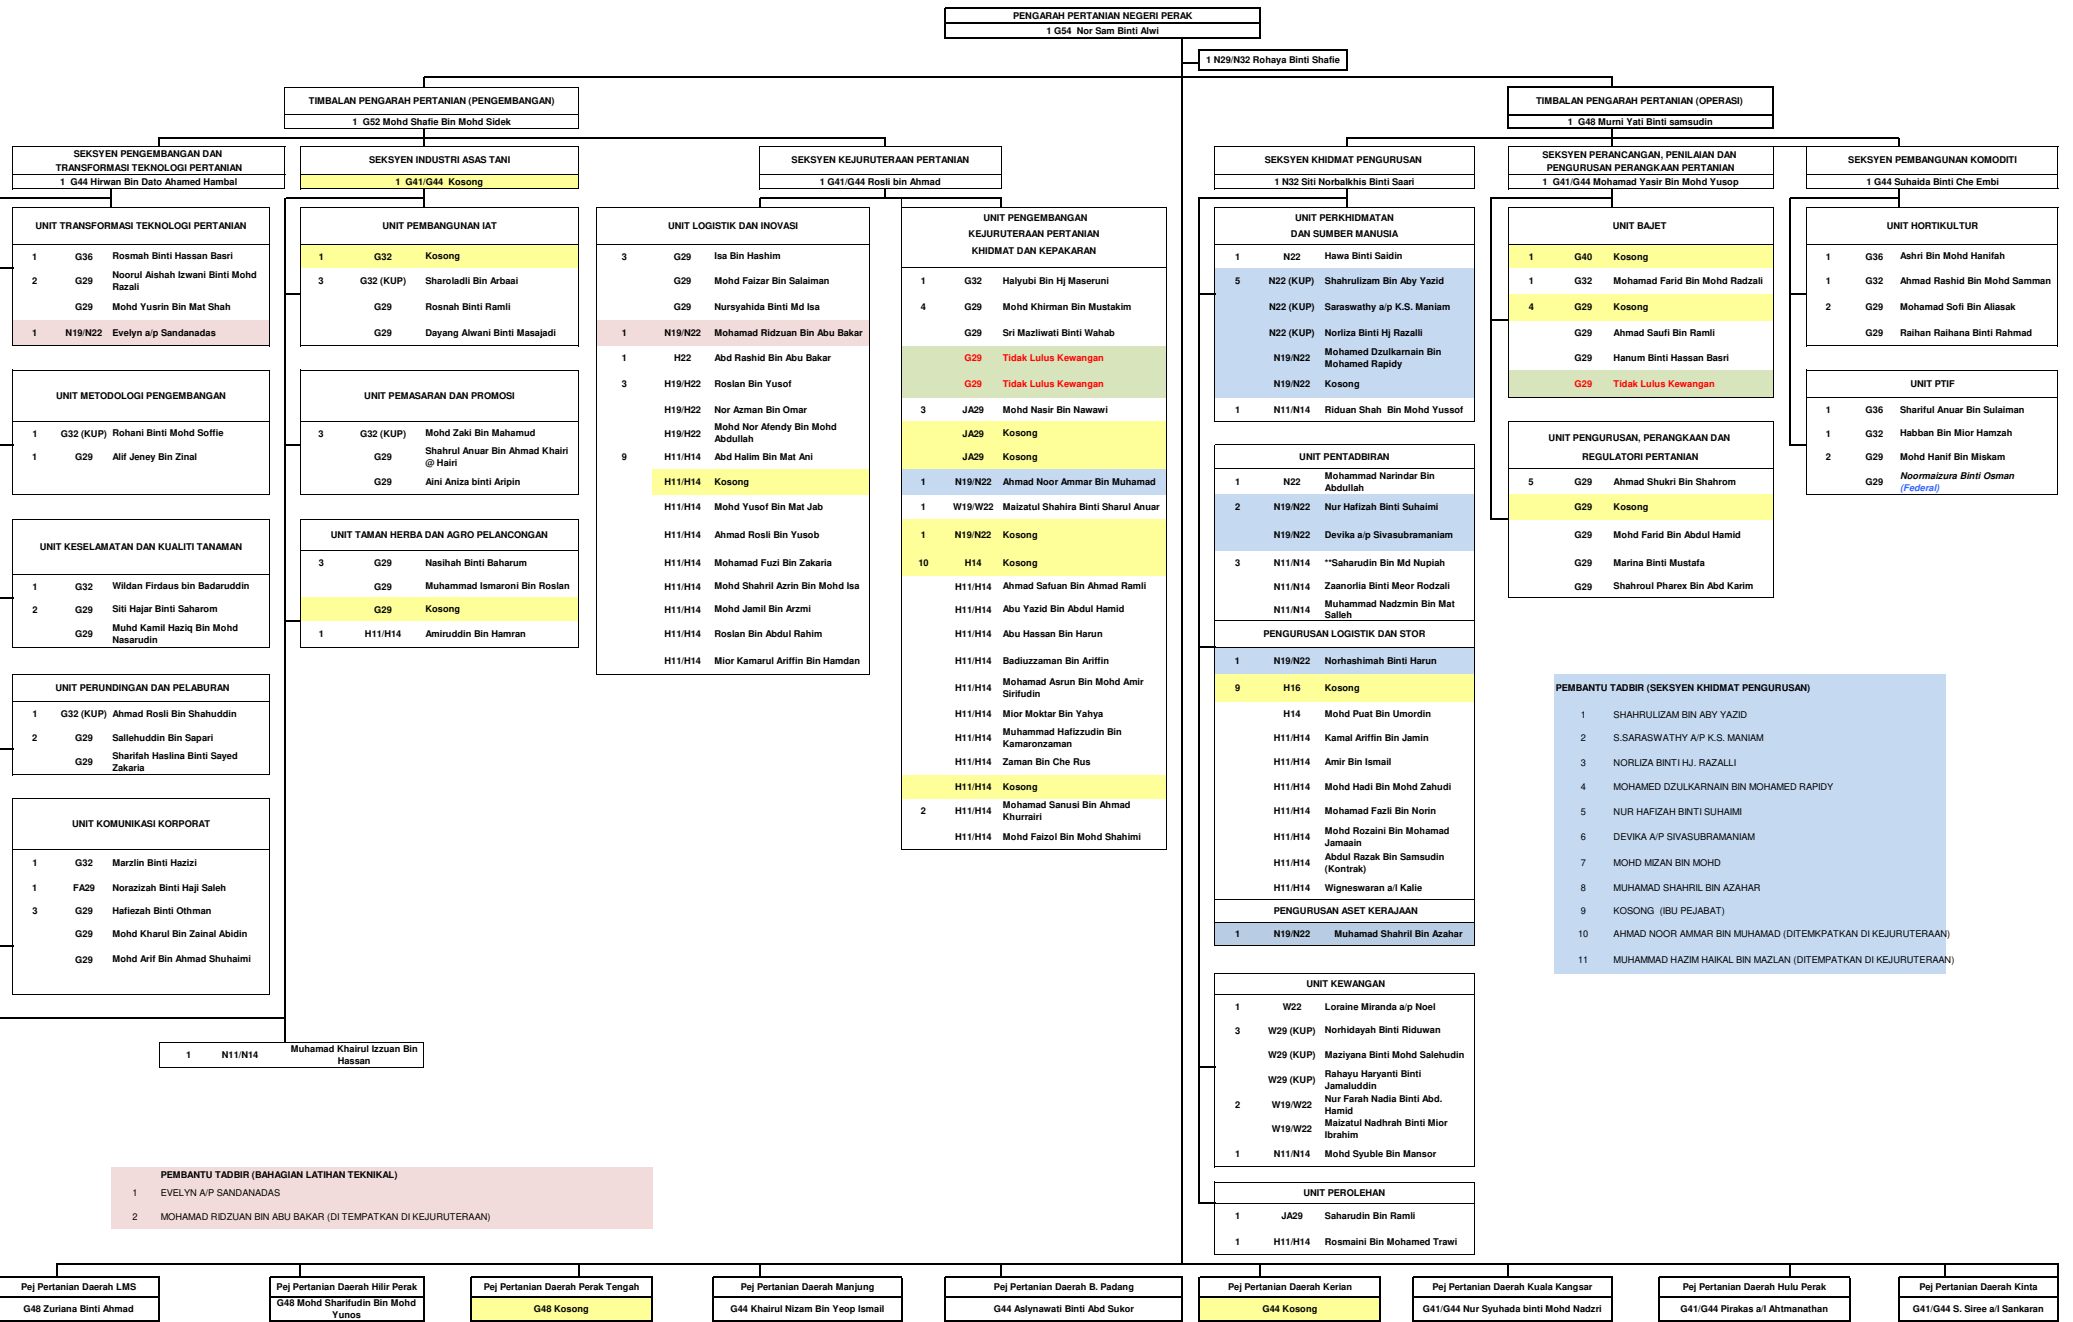 PENGARAH PERTANIAN NEGERI PERAK
1 G54 Nor Sam Binti Alwi
1 N29/N32 Rohaya Binti Shafie
TIMBALAN PENGARAH PERTANIAN (PENGEMBANGAN)
1 G52 Mohd Shafie Bin Mohd Sidek
TIMBALAN PENGARAH PERTANIAN (OPERASI)
1 G48 Murni Yati Binti samsudin
SEKSYEN PENGEMBANGAN DAN
TRANSFORMASI TEKNOLOGI PERTANIAN
1 G44 Hirwan Bin Dato Ahamed Hambal
SEKSYEN INDUSTRI ASAS TANI
1 G41/G44 Kosong
SEKSYEN KEJURUTERAAN PERTANIAN
1 G41/G44 Rosli bin Ahmad
SEKSYEN KHIDMAT PENGURUSAN
1 N32 Siti Norbalkhis Binti Saari
SEKSYEN PERANCANGAN, PENILAIAN DAN
PENGURUSAN PERANGKAAN PERTANIAN
1 G41/G44 Mohamad Yasir Bin Mohd Yusop
SEKSYEN PEMBANGUNAN KOMODITI
1 G44 Suhaida Binti Che Embi
UNIT TRANSFORMASI TEKNOLOGI PERTANIAN
1 G36 Rosmah Binti Hassan Basri
2 G29 Noorul Aishah Izwani Binti Mohd
Razali
G29 Mohd Yusrin Bin Mat Shah
1 N19/N22 Evelyn a/p Sandanadas
UNIT METODOLOGI PENGEMBANGAN
1 G32 (KUP) Rohani Binti Mohd Soffie
1 G29 Alif Jeney Bin Zinal
UNIT KESELAMATAN DAN KUALITI TANAMAN
1 G32 Wildan Firdaus bin Badaruddin
2 G29 Siti Hajar Binti Saharom
G29 Muhd Kamil Haziq Bin Mohd
Nasarudin
UNIT PERUNDINGAN DAN PELABURAN
1 G32 (KUP) Ahmad Rosli Bin Shahuddin
2 G29 Sallehuddin Bin Sapari
G29 Sharifah Haslina Binti Sayed
Zakaria
UNIT KOMUNIKASI KORPORAT
1 G32 Marzlin Binti Hazizi
1 FA29 Norazizah Binti Haji Saleh
3 G29 Hafiezah Binti Othman
G29 Mohd Kharul Bin Zainal Abidin
G29 Mohd Arif Bin Ahmad Shuhaimi
UNIT PEMBANGUNAN IAT
1 G32 Kosong
3 G32 (KUP) Sharoladli Bin Arbaai
G29 Rosnah Binti Ramli
G29 Dayang Alwani Binti Masajadi
UNIT PEMASARAN DAN PROMOSI
3 G32 (KUP) Mohd Zaki Bin Mahamud
G29 Shahrul Anuar Bin Ahmad Khairi
@ Hairi
G29 Aini Aniza binti Aripin
UNIT TAMAN HERBA DAN AGRO PELANCONGAN
3 G29 Nasihah Binti Baharum
G29 Muhammad Ismaroni Bin Roslan
G29 Kosong
1 H11/H14 Amiruddin Bin Hamran
1 N11/N14 Muhamad Khairul Izzuan Bin
Hassan
UNIT LOGISTIK DAN INOVASI
3 G29 Isa Bin Hashim
G29 Mohd Faizar Bin Salaiman
G29 Nursyahida Binti Md Isa
1 N19/N22 Mohamad Ridzuan Bin Abu Bakar
1 H22 Abd Rashid Bin Abu Bakar
3 H19/H22 Roslan Bin Yusof
H19/H22 Nor Azman Bin Omar
H19/H22 Mohd Nor Afendy Bin Mohd
Abdullah
9 H11/H14 Abd Halim Bin Mat Ani
H11/H14 Kosong
H11/H14 Mohd Yusof Bin Mat Jab
H11/H14 Ahmad Rosli Bin Yusob
H11/H14 Mohamad Fuzi Bin Zakaria
H11/H14 Mohd Shahril Azrin Bin Mohd Isa
H11/H14 Mohd Jamil Bin Arzmi
H11/H14 Roslan Bin Abdul Rahim
H11/H14 Mior Kamarul Ariffin Bin Hamdan
UNIT PENGEMBANGAN
KEJURUTERAAN PERTANIAN
KHIDMAT DAN KEPAKARAN
1 G32 Halyubi Bin Hj Maseruni
4 G29 Mohd Khirman Bin Mustakim
G29 Sri Mazliwati Binti Wahab
G29 Tidak Lulus Kewangan
G29 Tidak Lulus Kewangan
3 JA29 Mohd Nasir Bin Nawawi
JA29 Kosong
JA29 Kosong
1 N19/N22 Ahmad Noor Ammar Bin Muhamad
1 W19/W22 Maizatul Shahira Binti Sharul Anuar
1 N19/N22 Kosong
10 H14 Kosong
H11/H14 Ahmad Safuan Bin Ahmad Ramli
H11/H14 Abu Yazid Bin Abdul Hamid
H11/H14 Abu Hassan Bin Harun
H11/H14 Badiuzzaman Bin Ariffin
H11/H14 Mohamad Asrun Bin Mohd Amir
Sirifudin
H11/H14 Mior Moktar Bin Yahya
H11/H14 Muhammad Hafizzudin Bin
Kamaronzaman
H11/H14 Zaman Bin Che Rus
H11/H14 Kosong
2 H11/H14 Mohamad Sanusi Bin Ahmad
Khurrairi
H11/H14 Mohd Faizol Bin Mohd Shahimi
UNIT PERKHIDMATAN
DAN SUMBER MANUSIA
1 N22 Hawa Binti Saidin
5 N22 (KUP) Shahrulizam Bin Aby Yazid
N22 (KUP) Saraswathy a/p K.S. Maniam
N22 (KUP) Norliza Binti Hj Razalli
N19/N22 Mohamed Dzulkarnain Bin
Mohamed Rapidy
N19/N22 Kosong
1 N11/N14 Riduan Shah Bin Mohd Yussof
UNIT PENTADBIRAN
1 N22 Mohammad Narindar Bin
Abdullah
2 N19/N22 Nur Hafizah Binti Suhaimi
N19/N22 Devika a/p Sivasubramaniam
3 N11/N14 **Saharudin Bin Md Nupiah
N11/N14 Zaanorlia Binti Meor Rodzali
N11/N14 Muhammad Nadzmin Bin Mat
Salleh
PENGURUSAN LOGISTIK DAN STOR
1 N19/N22 Norhashimah Binti Harun
9 H16 Kosong
H14 Mohd Puat Bin Umordin
H11/H14 Kamal Ariffin Bin Jamin
H11/H14 Amir Bin Ismail
H11/H14 Mohd Hadi Bin Mohd Zahudi
H11/H14 Mohamad Fazli Bin Norin
H11/H14 Mohd Rozaini Bin Mohamad
Jamaain
H11/H14 Abdul Razak Bin Samsudin
(Kontrak)
H11/H14 Wigneswaran a/l Kalie
PENGURUSAN ASET KERAJAAN
1 N19/N22 Muhamad Shahril Bin Azahar
UNIT KEWANGAN
1 W22 Loraine Miranda a/p Noel
3 W29 (KUP) Norhidayah Binti Riduwan
W29 (KUP) Maziyana Binti Mohd Salehudin
W29 (KUP) Rahayu Haryanti Binti
Jamaluddin
2 W19/W22 Nur Farah Nadia Binti Abd.
Hamid
W19/W22 Maizatul Nadhrah Binti Mior
Ibrahim
1 N11/N14 Mohd Syuble Bin Mansor
UNIT PEROLEHAN
1 JA29 Saharudin Bin Ramli
1 H11/H14 Rosmaini Bin Mohamed Trawi
UNIT BAJET
1 G40 Kosong
1 G32 Mohamad Farid Bin Mohd Radzali
4 G29 Kosong
G29 Ahmad Saufi Bin Ramli
G29 Hanum Binti Hassan Basri
G29 Tidak Lulus Kewangan
UNIT PENGURUSAN, PERANGKAAN DAN
REGULATORI PERTANIAN
5 G29 Ahmad Shukri Bin Shahrom
G29 Kosong
G29 Mohd Farid Bin Abdul Hamid
G29 Marina Binti Mustafa
G29 Shahroul Pharex Bin Abd Karim
UNIT HORTIKULTUR
1 G36 Ashri Bin Mohd Hanifah
1 G32 Ahmad Rashid Bin Mohd Samman
2 G29 Mohamad Sofi Bin Aliasak
G29 Raihan Raihana Binti Rahmad
UNIT PTIF
1 G36 Shariful Anuar Bin Sulaiman
1 G32 Habban Bin Mior Hamzah
2 G29 Mohd Hanif Bin Miskam
G29 Noormaizura Binti Osman
(Federal)
PEMBANTU TADBIR (SEKSYEN KHIDMAT PENGURUSAN)
1 SHAHRULIZAM BIN ABY YAZID
2 S.SARASWATHY A/P K.S. MANIAM
3 NORLIZA BINTI HJ. RAZALLI
4 MOHAMED DZULKARNAIN BIN MOHAMED RAPIDY
5 NUR HAFIZAH BINTI SUHAIMI
6 DEVIKA A/P SIVASUBRAMANIAM
7 MOHD MIZAN BIN MOHD
8 MUHAMAD SHAHRIL BIN AZAHAR
9 KOSONG (IBU PEJABAT)
10 AHMAD NOOR AMMAR BIN MUHAMAD (DITEMKPATKAN DI KEJURUTERAAN)
11 MUHAMMAD HAZIM HAIKAL BIN MAZLAN (DITEMPATKAN DI KEJURUTERAAN)
PEMBANTU TADBIR (BAHAGIAN LATIHAN TEKNIKAL)
1 EVELYN A/P SANDANADAS
2 MOHAMAD RIDZUAN BIN ABU BAKAR (DI TEMPATKAN DI KEJURUTERAAN)
Pej Pertanian Daerah LMS
G48 Zuriana Binti Ahmad
Pej Pertanian Daerah Hilir Perak
G48 Mohd Sharifudin Bin Mohd
Yunos
Pej Pertanian Daerah Perak Tengah
G48 Kosong
Pej Pertanian Daerah Manjung
G44 Khairul Nizam Bin Yeop Ismail
Pej Pertanian Daerah B. Padang
G44 Aslynawati Binti Abd Sukor
Pej Pertanian Daerah Kerian
G44 Kosong
Pej Pertanian Daerah Kuala Kangsar
G41/G44 Nur Syuhada binti Mohd Nadzri
Pej Pertanian Daerah Hulu Perak
G41/G44 Pirakas a/l Ahtmanathan
Pej Pertanian Daerah Kinta
G41/G44 S. Siree a/l Sankaran